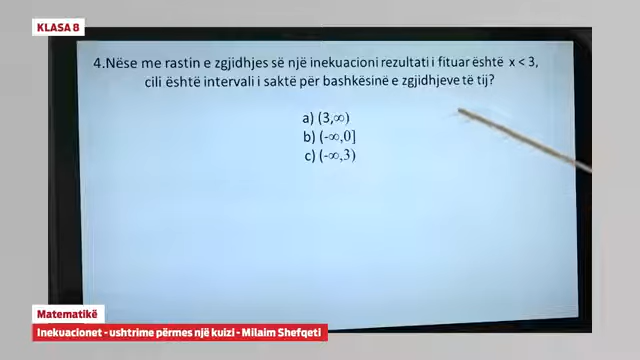 KLASA 8
4.Nëse me rastin e zgjidhjes së një inekuacioni rezultati i fituar është x < 3,
cili është intervali i saktë për bashkësinë e zgjidhjeve të tij?
a) (3,∞)
b) (-∞,0]
c) (-∞,3)
Matematikë
Inekuacionet - ushtrime përmes një kuizi - Milaim Shefqeti